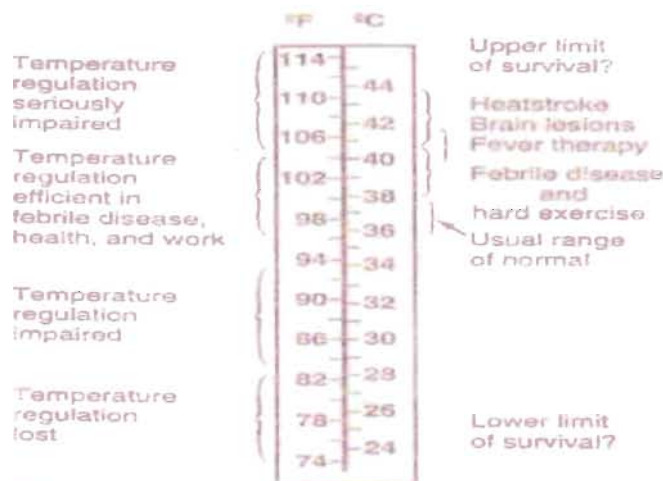 °F °C
Temperature
regulation
seriously
impaired
Temperature
regulation
efficient in
febrile disease,
health, and work
Temperature
regulation
impaired
Temperature
regulation
lost
114
110
106
102
98
94
90
86
82
78
74
44
42
40
38
36
34
32
30
28
26
24
Upper limit
of survival?
Heatstroke
Brain lesions
Fever therapy
Febrile disease
and
hard exercise
Usual range
of normal
Lower limit
of survival?